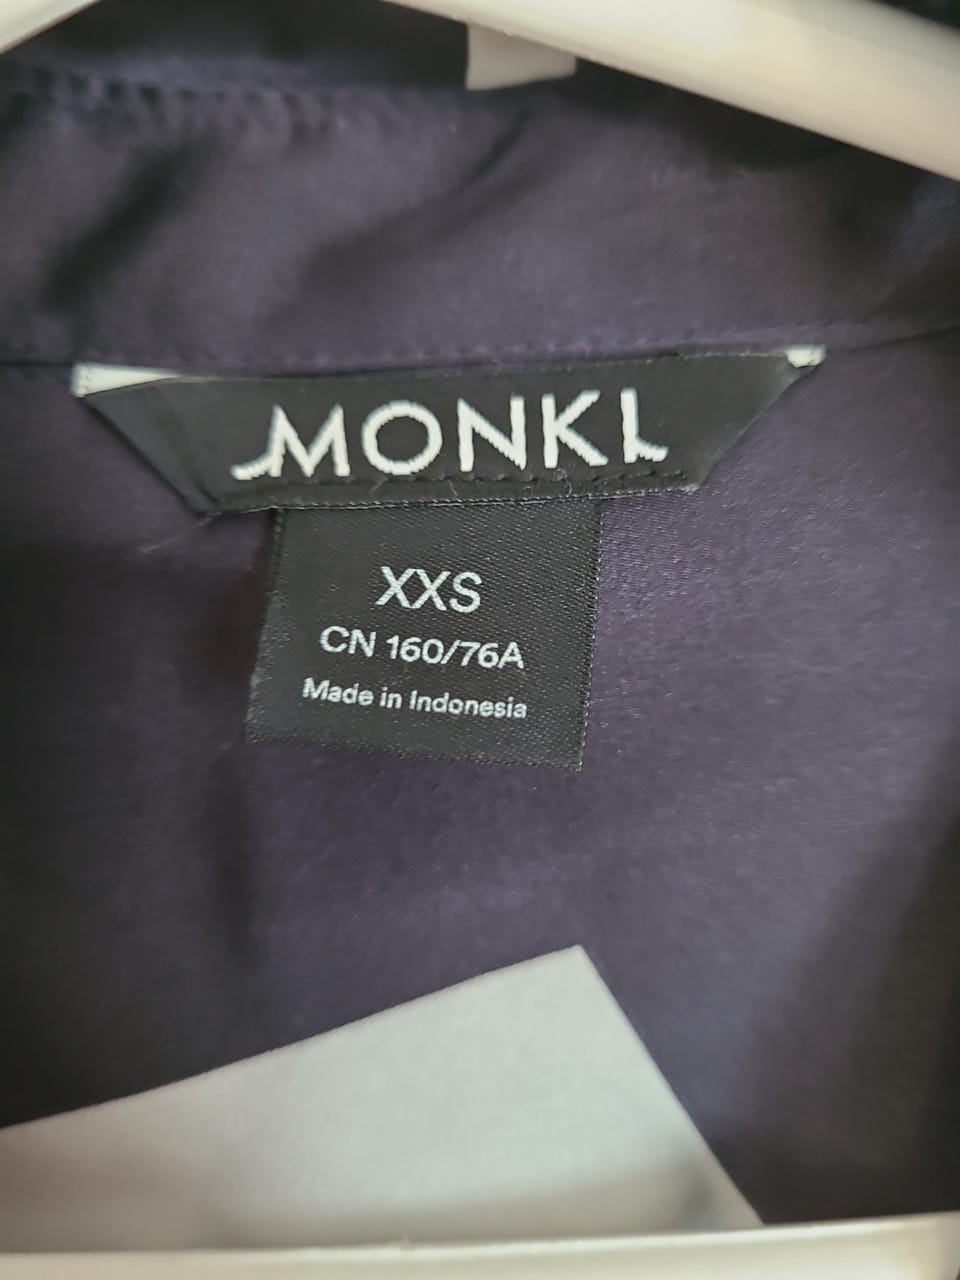 MONKI
XXS
CN 160/76A
Made in Indonesia